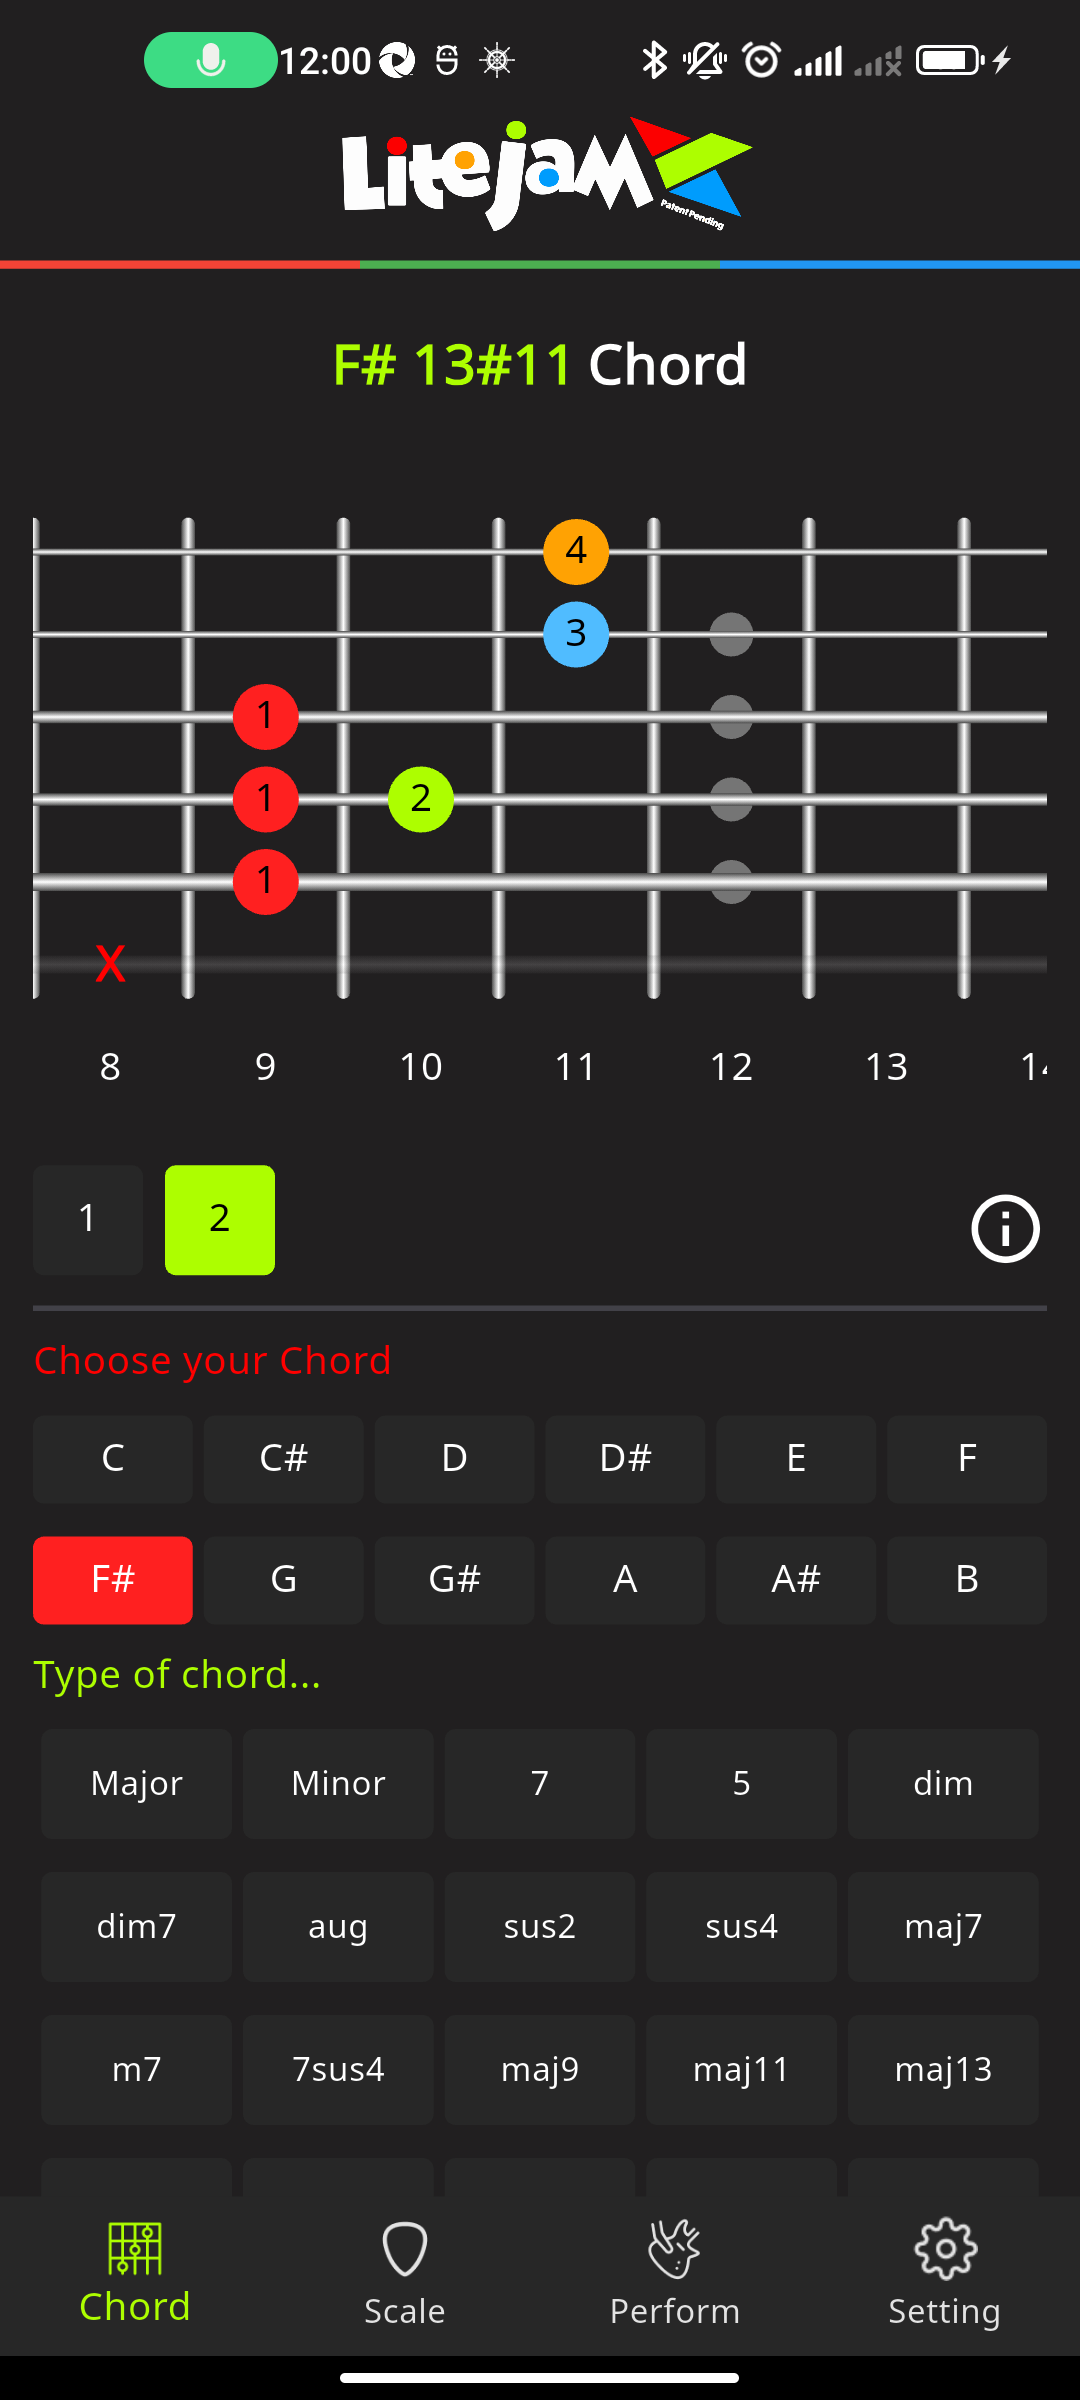 12:00
Litejam
Patent Pending
F# 13#11 Chord
4
3
1
1 2
1
X
8 9 10 11 12 13
1 2
Choose your Chord
C C# D D# E F
F# G G# A A# B
Type of chord...
Major Minor 7 5 dim
dim7 aug sus2 sus4 maj7
m7 7sus4 maj9 maj11 maj13
Chord Scale Perform Setting